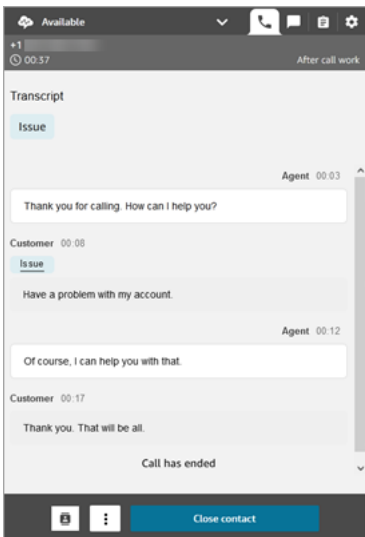 Available
+1
00:37
After call work
Transcript
Issue
Agent 00:03
Thank you for calling. How can I help you?
Customer 00:08
Issue
Have a problem with my account.
Agent 00:12
Of course, I can help you with that.
Customer 00:17
Thank you. That will be all.
Call has ended
Close contact